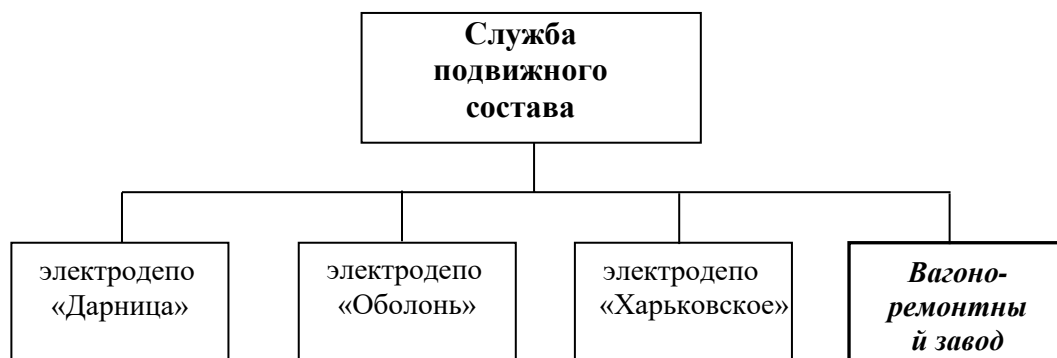 Служба
подвижного
состава
электродепо
«Дарница»
электродепо
«Оболонь»
электродепо
«Харьковское»
Вагоно-
ремонтны
й завод